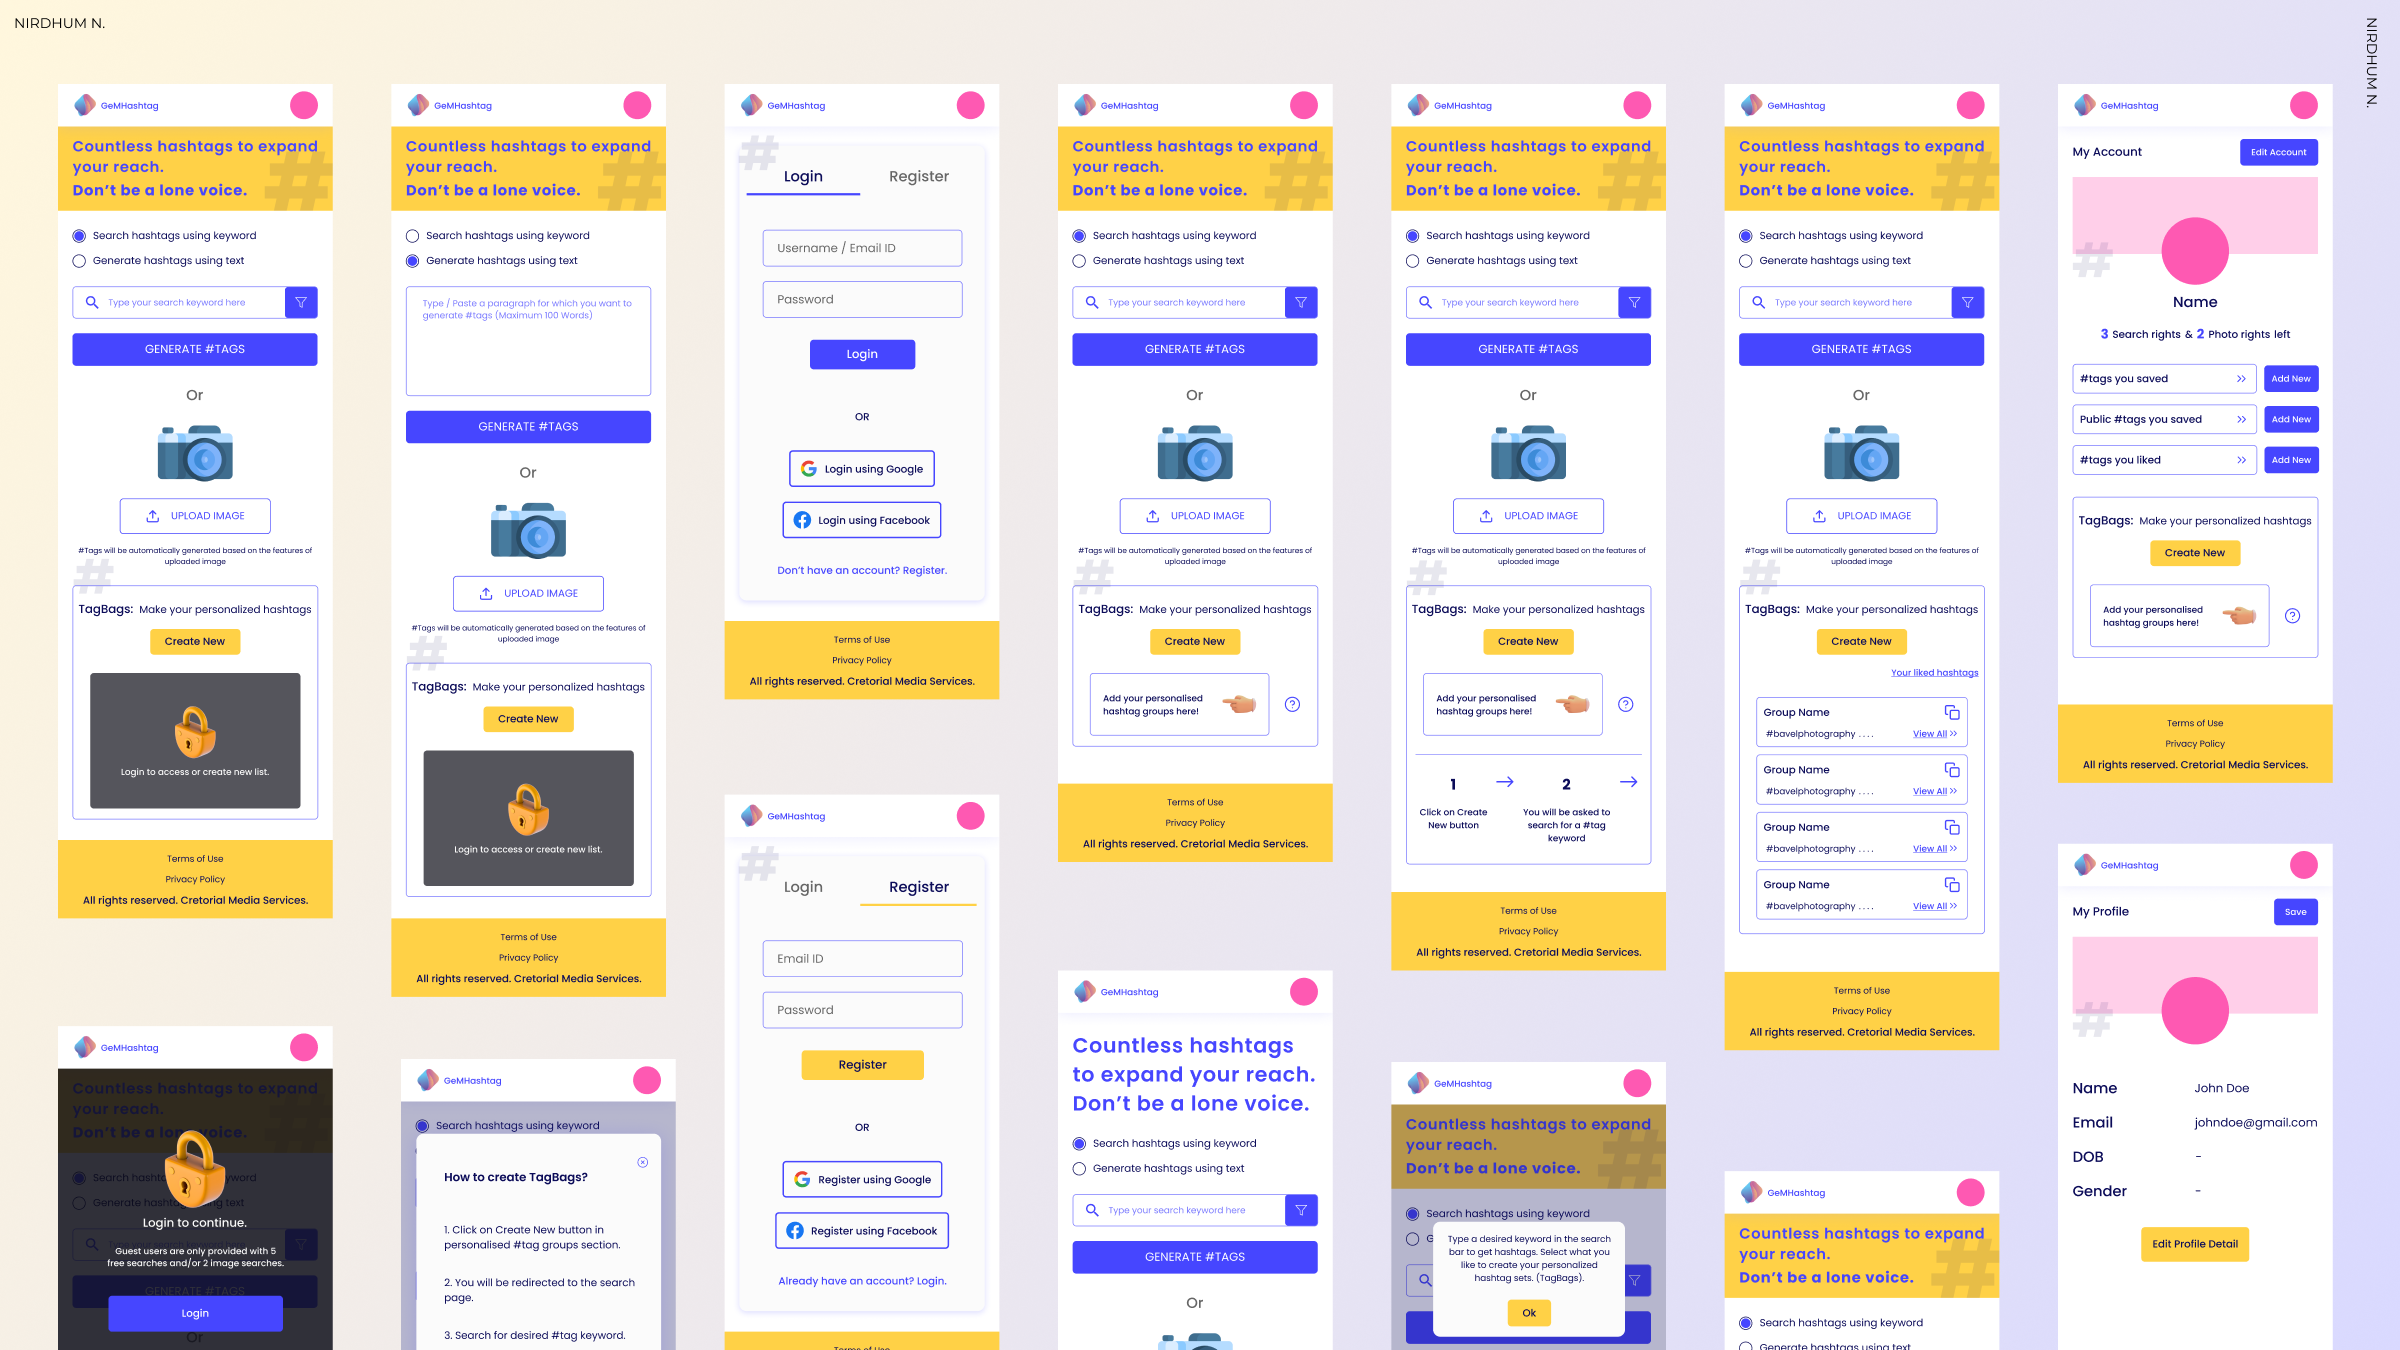 NIRDHUM N.
NIRDHUM N.
GeMHashtag
Countless hashtags to expand
your reach.
Don't be a lone voice.
Search hashtags using keyword
Generate hashtags using text
Type your search keyword here
GENERATE #TAGS
Or
UPLOAD IMAGE
#Tags will be automatically generated based on the features of
uploaded image
TagBags: Make your personalized hashtags
Create New
Login to access or create new list.
Terms of Use
Privacy Policy
All rights reserved. Cretorial Media Services.
GeMHashtag
Countless hashtags to expand
your reach.
Don't be a lone voice.
Search hashtags using keyword
Generate hashtags using text
GENERATE #TAGS
Login to continue.
Guest users are only provided with 5
free searches and/or 2 image searches.
Login
Or
GeMHashtag
Countless hashtags to expand
your reach.
Don't be a lone voice.
Search hashtags using keyword
Generate hashtags using text
Type / Paste a paragraph for which you want to
generate #tags (Maximum 100 Words)
GENERATE #TAGS
Or
UPLOAD IMAGE
#Tags will be automatically generated based on the features of
uploaded image
TagBags: Make your personalized hashtags
Create New
Login to access or create new list.
Terms of Use
Privacy Policy
All rights reserved. Cretorial Media Services.
GeMHashtag
Search hashtags using keyword
How to create TagBags?
1. Click on Create New button in
personalised #tag groups section.
2. You will be redirected to the search
page.
3. Search for desired #tag keyword.
GeMHashtag
#
Login
Register
Username / Email ID
Password
Login
OR
Login using Google
Login using Facebook
Don't have an account? Register.
Terms of Use
Privacy Policy
All rights reserved. Cretorial Media Services.
GeMHashtag
#
Login
Register
Email ID
Password
Register
OR
Register using Google
Register using Facebook
Already have an account? Login.
Terms of Use
GeMHashtag
Countless hashtags to expand
your reach.
Don't be a lone voice.
Search hashtags using keyword
Generate hashtags using text
Type your search keyword here
GENERATE #TAGS
Or
UPLOAD IMAGE
#Tags will be automatically generated based on the features of
uploaded image
TagBags: Make your personalized hashtags
Create New
Add your personalised
hashtag groups here!
Terms of Use
Privacy Policy
All rights reserved. Cretorial Media Services.
GeMHashtag
Countless hashtags
to expand your reach.
Don't be a lone voice.
Search hashtags using keyword
Generate hashtags using text
Type your search keyword here
GENERATE #TAGS
Or
GeMHashtag
Countless hashtags to expand
your reach.
Don't be a lone voice.
Search hashtags using keyword
Generate hashtags using text
Type your search keyword here
GENERATE #TAGS
Or
UPLOAD IMAGE
#Tags will be automatically generated based on the features of
uploaded image
TagBags: Make your personalized hashtags
Create New
Add your personalised
hashtag groups here!
1
Click on Create
New button
2
You will be asked to
search for a #tag
keyword
Terms of Use
Privacy Policy
All rights reserved. Cretorial Media Services.
GeMHashtag
Countless hashtags to expand
your reach.
Don't be a lone voice.
Search hashtags using keyword
G
Type a desired keyword in the search
bar to get hashtags. Select what you
like to create your personalized
hashtag sets. (TagBags).
Ok
GeMHashtag
Countless hashtags to expand
your reach.
Don't be a lone voice.
Search hashtags using keyword
Generate hashtags using text
Type your search keyword here
GENERATE #TAGS
Or
UPLOAD IMAGE
#Tags will be automatically generated based on the features of
uploaded image
TagBags: Make your personalized hashtags
Create New
Your liked hashtags
Group Name
#bavelphotography . . . . View All
Group Name
#bavelphotography . . . . View All
Group Name
#bavelphotography . . . . View All
Group Name
#bavelphotography . . . . View All
Terms of Use
Privacy Policy
All rights reserved. Cretorial Media Services.
GeMHashtag
Countless hashtags to expand
your reach.
Don't be a lone voice.
Search hashtags using keyword
Generate hashtags using text
GeMHashtag
My Account
Edit Account
Name
3 Search rights & 2 Photo rights left
#tags you saved
Add New
Public #tags you saved
Add New
#tags you liked
Add New
TagBags: Make your personalized hashtags
Create New
Add your personalised
hashtag groups here!
Terms of Use
Privacy Policy
All rights reserved. Cretorial Media Services.
GeMHashtag
My Profile
Save
Name John Doe
Email johndoe@gmail.com
DOB -
Gender -
Edit Profile Detail